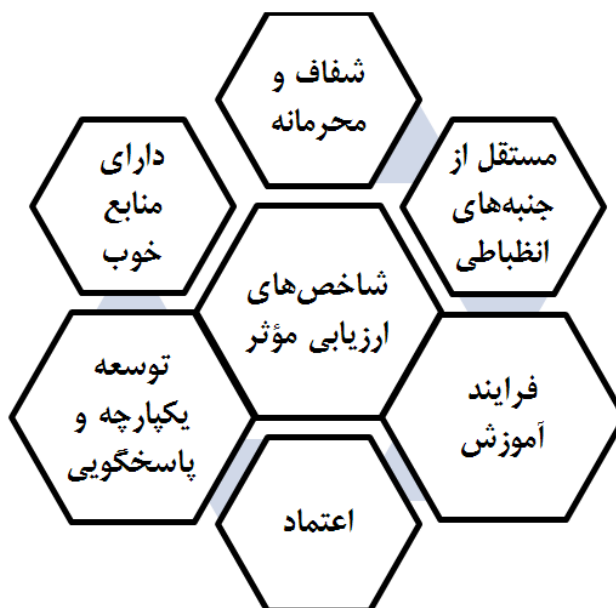 شفاف و
محرمانه
مستقل از
جنبه‌های
انظباطی
دارای
منابع
خوب
شاخص‌های
ارزیابی مؤثر
فرایند
آموزش
توسعه
یکپارچه و
پاسخگویی
اعتماد